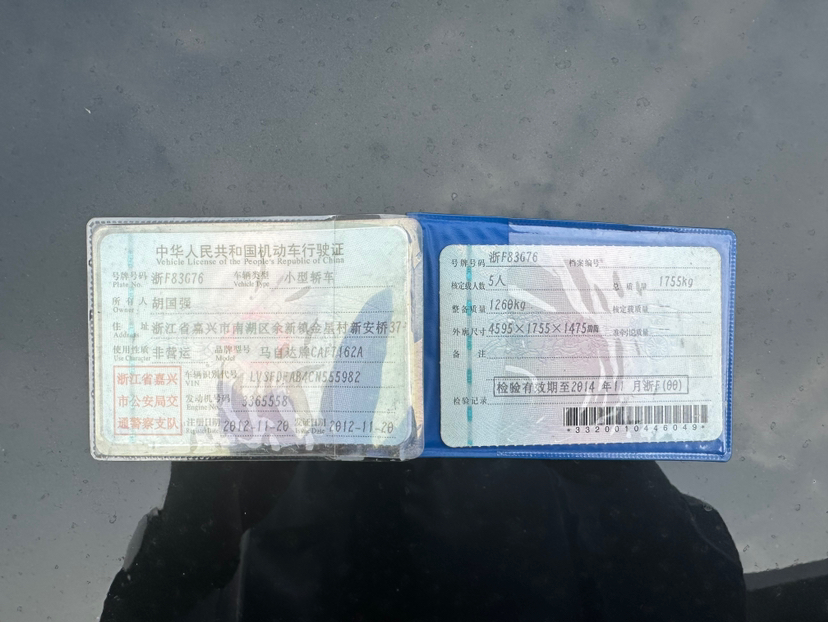 中华人民共和国机动车行驶证
Vehicle License of the People's Republic of China
号牌号码 浙F83G76 车辆类型 小型轿车
Plate No. Vehicle Type
所有人 胡国强
Owner
住址 浙江省嘉兴市南湖区余新镇金星村新安桥37
Address
使用性质 非营运 品牌型号 马自达牌CAF7162A
Use Character Model
浙江省嘉兴
市公安局交
通警察支队
车辆识别代号
VIN
发动机号码 3365558
Engine No.
注册日期 2012-11-20 发证日期 2012-11-20
Issue Date
号牌号码 浙F83G76 档案编号
核定载人数 5人 总质量 1755kg
整备质量 1260kg 核定载质量
外廓尺寸 4595×1755×1475mm 准牵引总质量
备注
检验有效期至2014年11月浙F(00)
检验记录
*3320010446049*